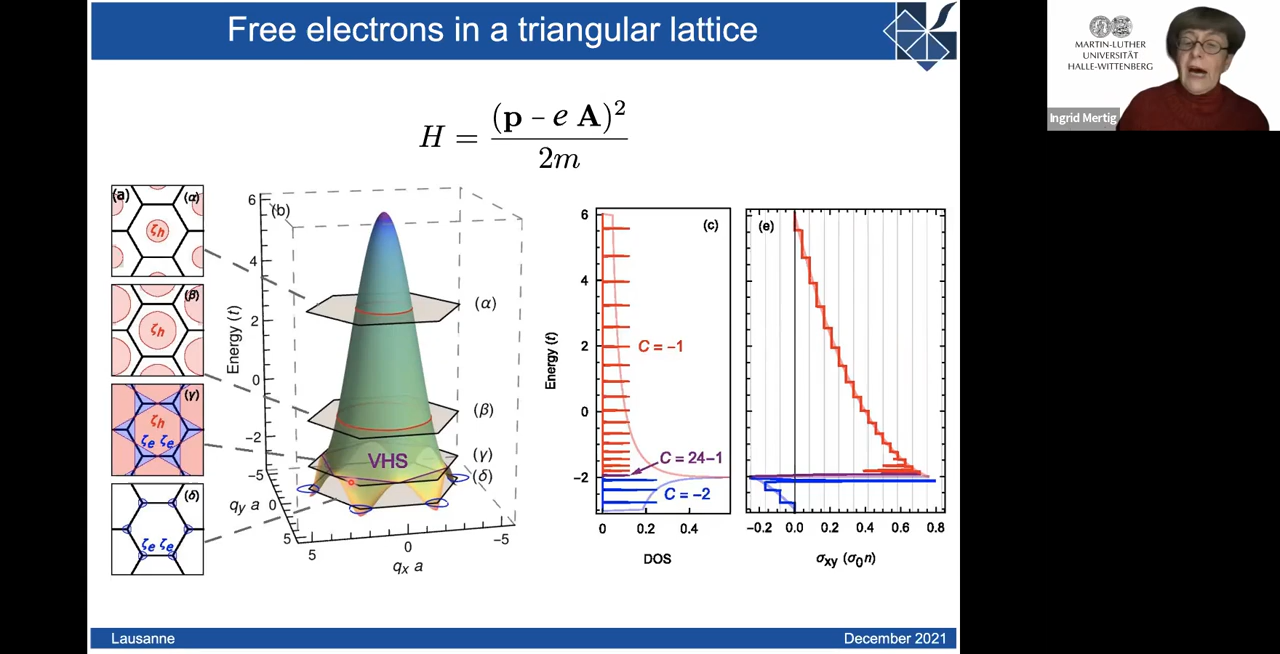 Free electrons in a triangular lattice
MARTIN-LUTHER
UNIVERSITÄT
HALLE-WITTENBERG
Ingrid Mertig
H = (p – e A)² / 2m
(a)
(α)
ζh
(β)
ζh
(γ)
ζh
ζe ζe
(δ)
ζe ζe
(b)
Energy (t)
6
4
2
0
−2
−5
qy a
0
5
5
0
−5
qx a
(α)
(β)
(γ)
(δ)
VHS
(c)
Energy (t)
6
4
2
0
−2
C = −1
C = 24−1
C = −2
0
0.2
0.4
DOS
(e)
−0.2
0.0
0.2
0.4
0.6
0.8
σxy (σ0n)
Lausanne
December 2021